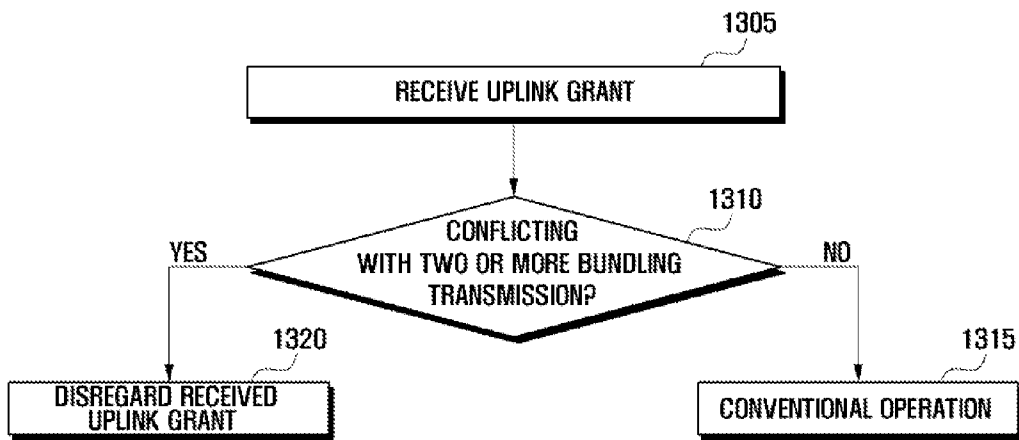 1305
RECEIVE UPLINK GRANT
1310
CONFLICTING
WITH TWO OR MORE BUNDLING
TRANSMISSION?
YES
NO
1320
DISREGARD RECEIVED
UPLINK GRANT
1315
CONVENTIONAL OPERATION